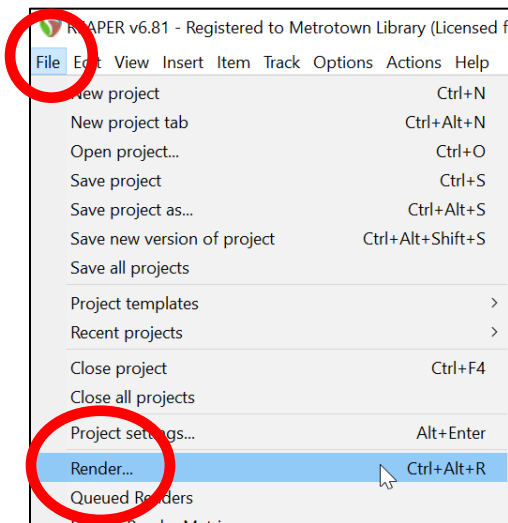 REAPER v6.81 - Registered to Metrotown Library (Licensed f
File Edit View Insert Item Track Options Actions Help
New project Ctrl+N
New project tab Ctrl+Alt+N
Open project... Ctrl+O
Save project Ctrl+S
Save project as... Ctrl+Alt+S
Save new version of project Ctrl+Alt+Shift+S
Save all projects
Project templates >
Recent projects >
Close project Ctrl+F4
Close all projects
Project settings... Alt+Enter
Render... Ctrl+Alt+R
Queued Renders